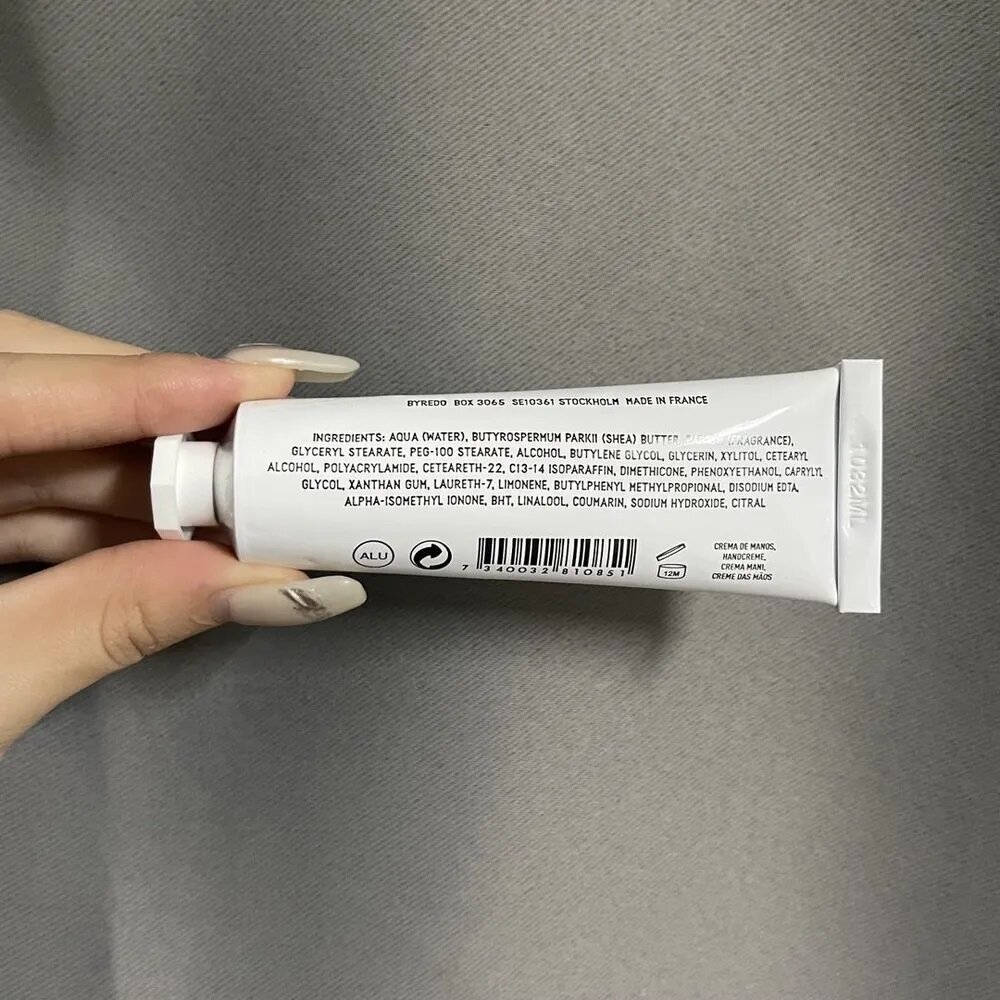 BYREDO BOX 3065 SE10361 STOCKHOLM MADE IN FRANCE
INGREDIENTS: AQUA (WATER), BUTYROSPERMUM PARKII (SHEA) BUTTER, (FRAGRANCE),
GLYCERYL STEARATE, PEG-100 STEARATE, ALCOHOL, BUTYLENE GLYCOL, GLYCERIN, XYLITOL, CETEARYL
ALCOHOL, POLYACRYLAMIDE, CETEARETH-22, C13-14 ISOPARAFFIN, DIMETHICONE, PHENOXYETHANOL, CAPRYLYL
GLYCOL, XANTHAN GUM, LAURETH-7, LIMONENE, BUTYLPHENYL METHYLPROPIONAL, DISODIUM EDTA,
ALPHA-ISOMETHYL IONONE, BHT, LINALOOL, COUMARIN, SODIUM HYDROXIDE, CITRAL
ALU
7 340032 810851
12M
CREMA DE MANOS,
HANDCREME,
CREMA MANI,
CREME DAS MÃOS
1082ML